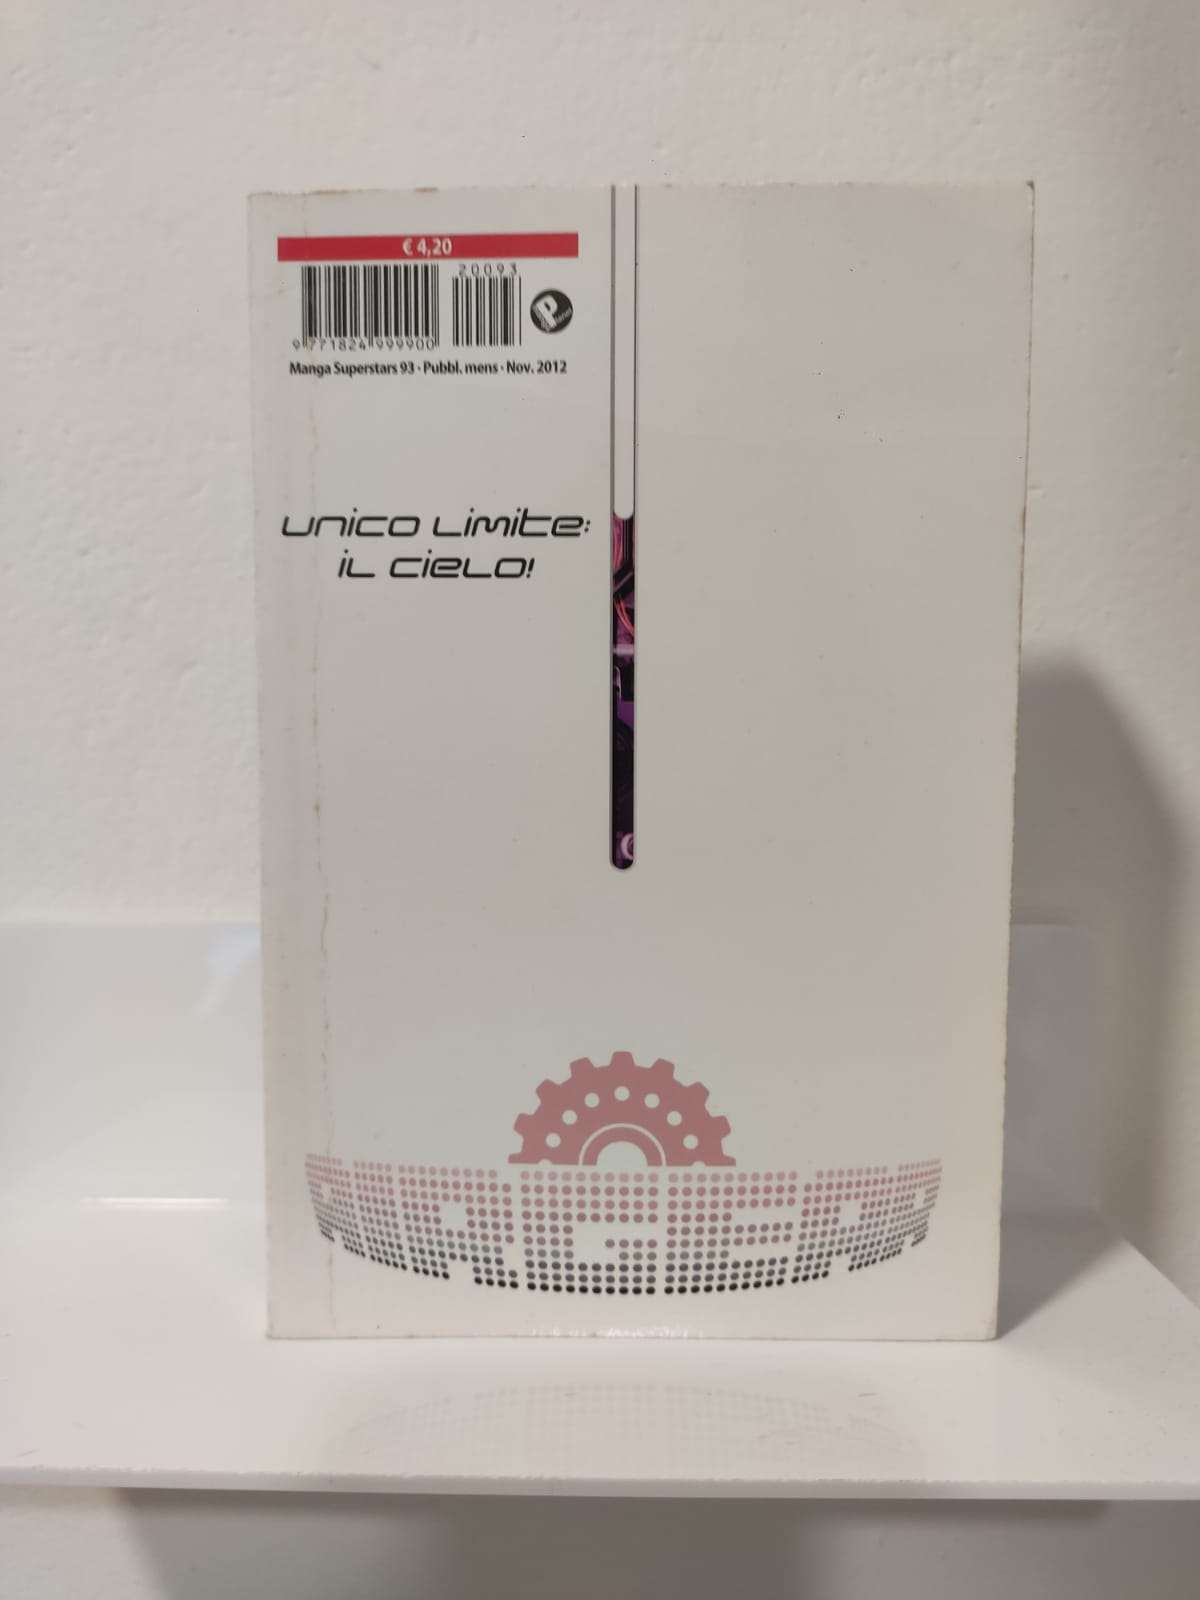 € 4,20
20093
9 771824 999900
P
Manga Superstars 93 · Pubbl. mens · Nov. 2012
UNICO LIMITE:
IL CIELO!